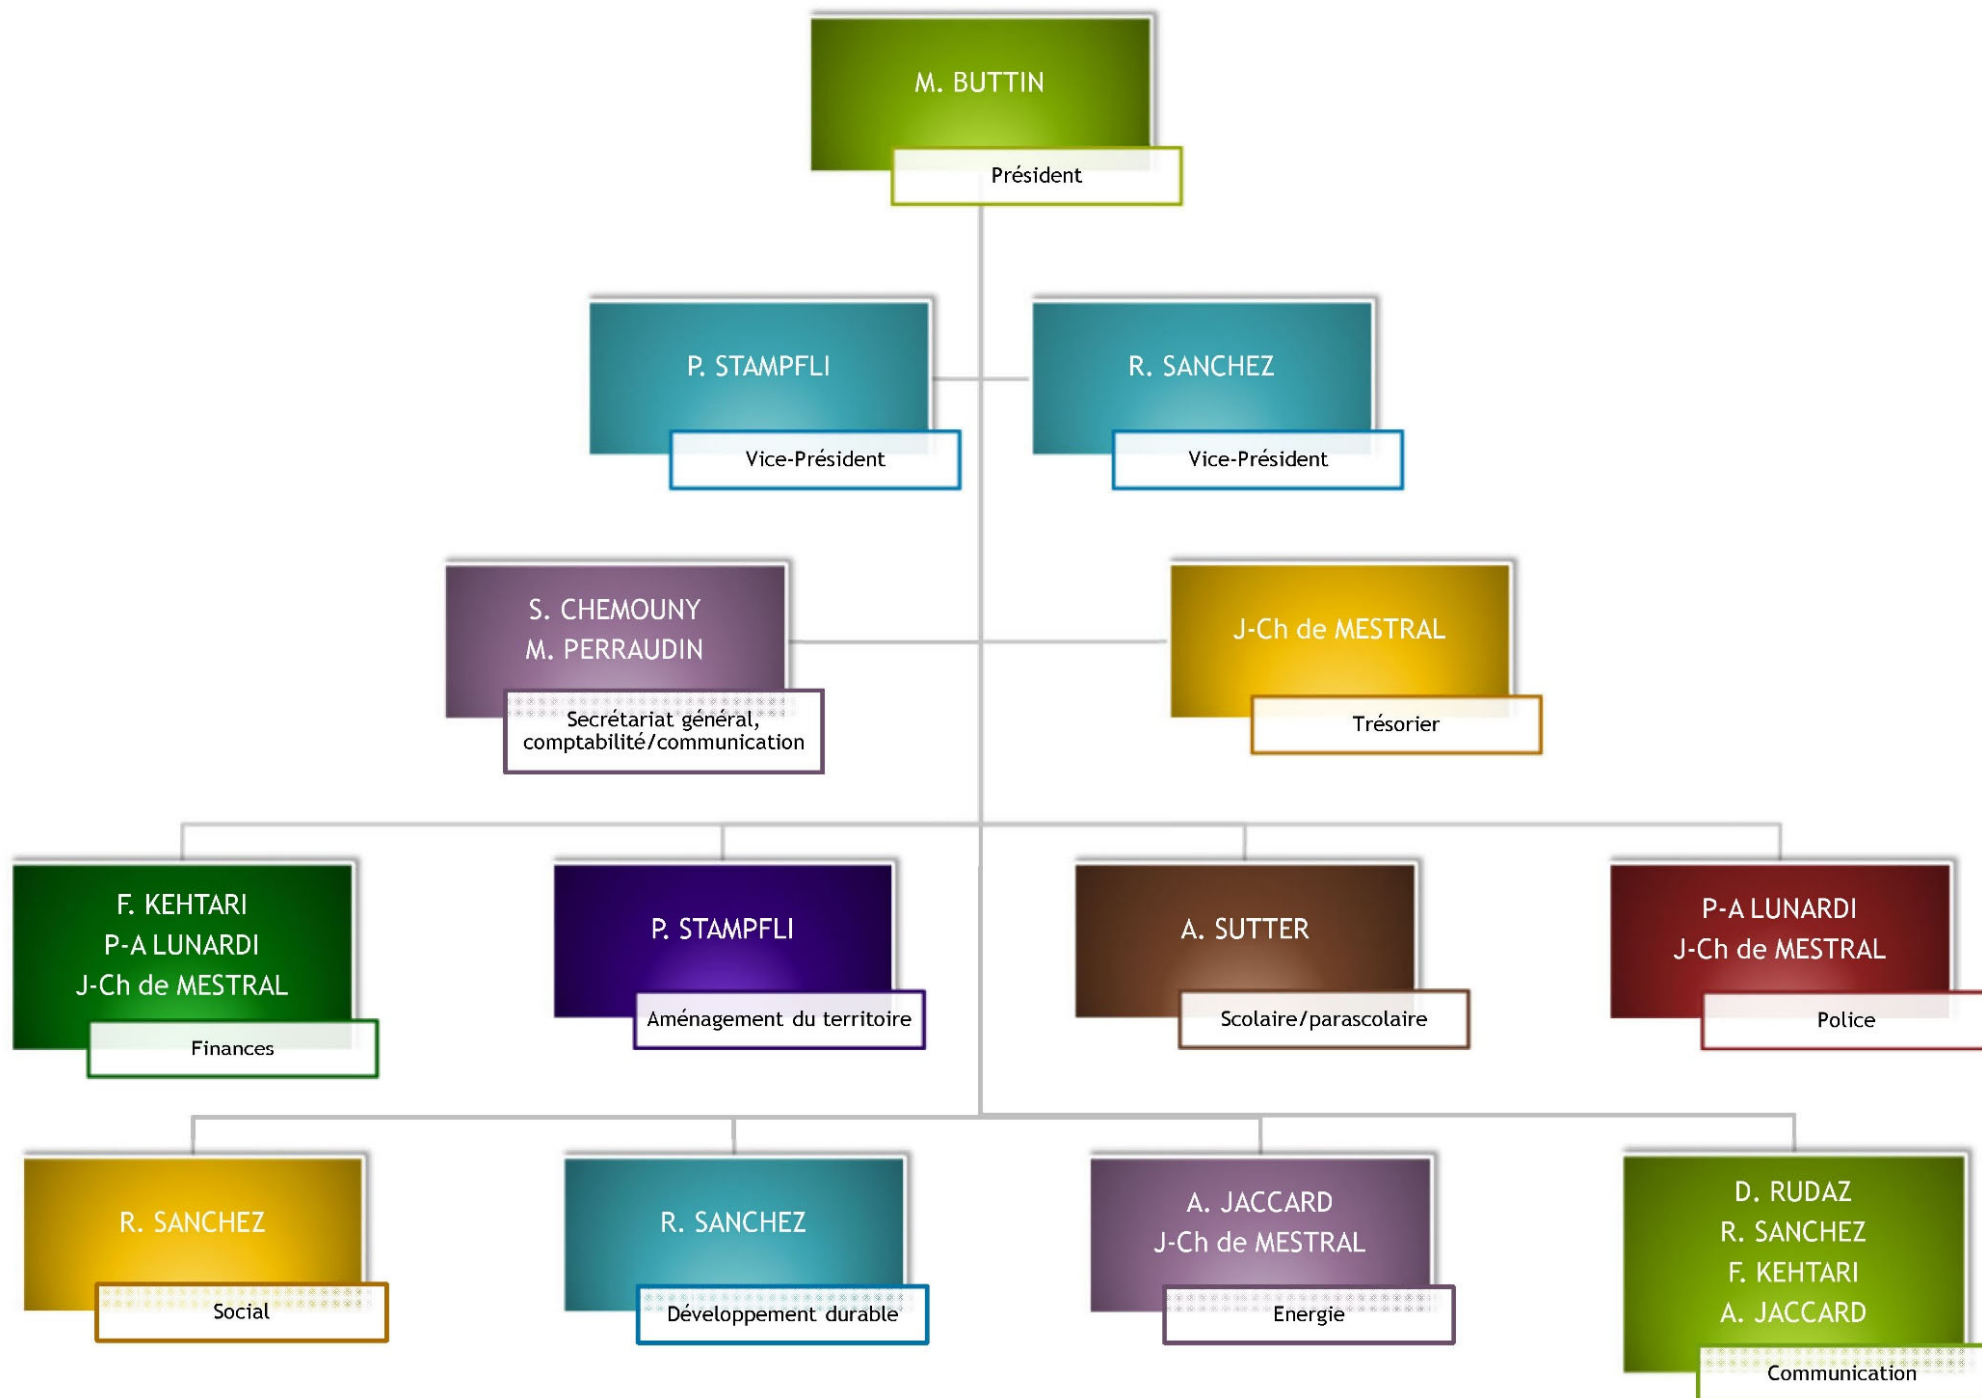 M. BUTTIN
Président
P. STAMPFLI
Vice-Président
R. SANCHEZ
Vice-Président
S. CHEMOUNY
M. PERRAUDIN
Secrétariat général,
comptabilité/communication
J-Ch de MESTRAL
Trésorier
F. KEHTARI
P-A LUNARDI
J-Ch de MESTRAL
Finances
P. STAMPFLI
Aménagement du territoire
A. SUTTER
Scolaire/parascolaire
P-A LUNARDI
J-Ch de MESTRAL
Police
R. SANCHEZ
Social
R. SANCHEZ
Développement durable
A. JACCARD
J-Ch de MESTRAL
Energie
D. RUDAZ
R. SANCHEZ
F. KEHTARI
A. JACCARD
Communication